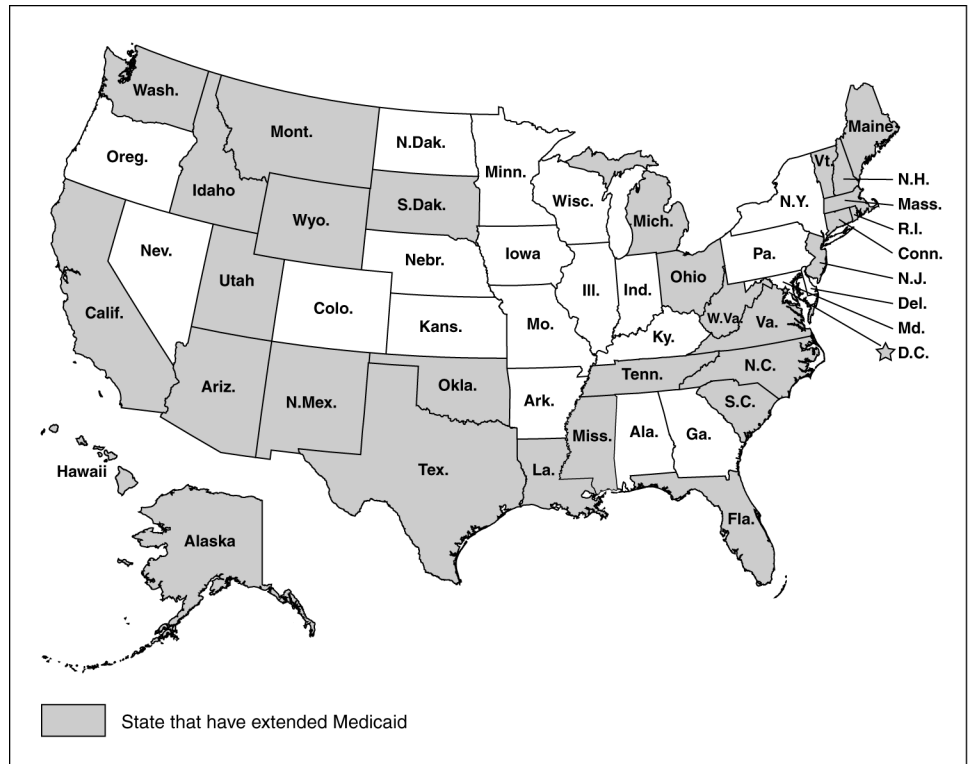 Wash.
Mont.
N.Dak.
Minn.
Maine
Oreg.
Idaho
Wyo.
S.Dak.
Wisc.
Mich.
N.Y.
Vt.
N.H.
Mass.
R.I.
Conn.
N.J.
Del.
Md.
D.C.
Nev.
Utah
Colo.
Nebr.
Iowa
Ill.
Ind.
Ohio
Pa.
Calif.
Kans.
Mo.
Ky.
W.Va.
Va.
Ariz.
N.Mex.
Okla.
Ark.
Tenn.
N.C.
S.C.
Tex.
La.
Miss.
Ala.
Ga.
Fla.
Hawaii
Alaska
State that have extended Medicaid